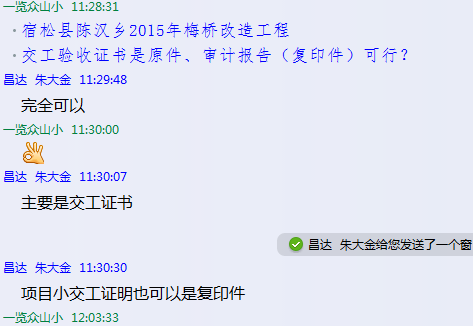 一览众山小 11:28:31
·宿松县陈汉乡2015年梅桥改造工程
·交工验收证书是原件、审计报告（复印件）可行？
昌达 朱大金 11:29:48
完全可以
一览众山小 11:30:00
昌达 朱大金 11:30:07
主要是交工证书
昌达 朱大金给您发送了一个窗
昌达 朱大金 11:30:30
项目小交工证明也可以是复印件
一览众山小 12:03:33